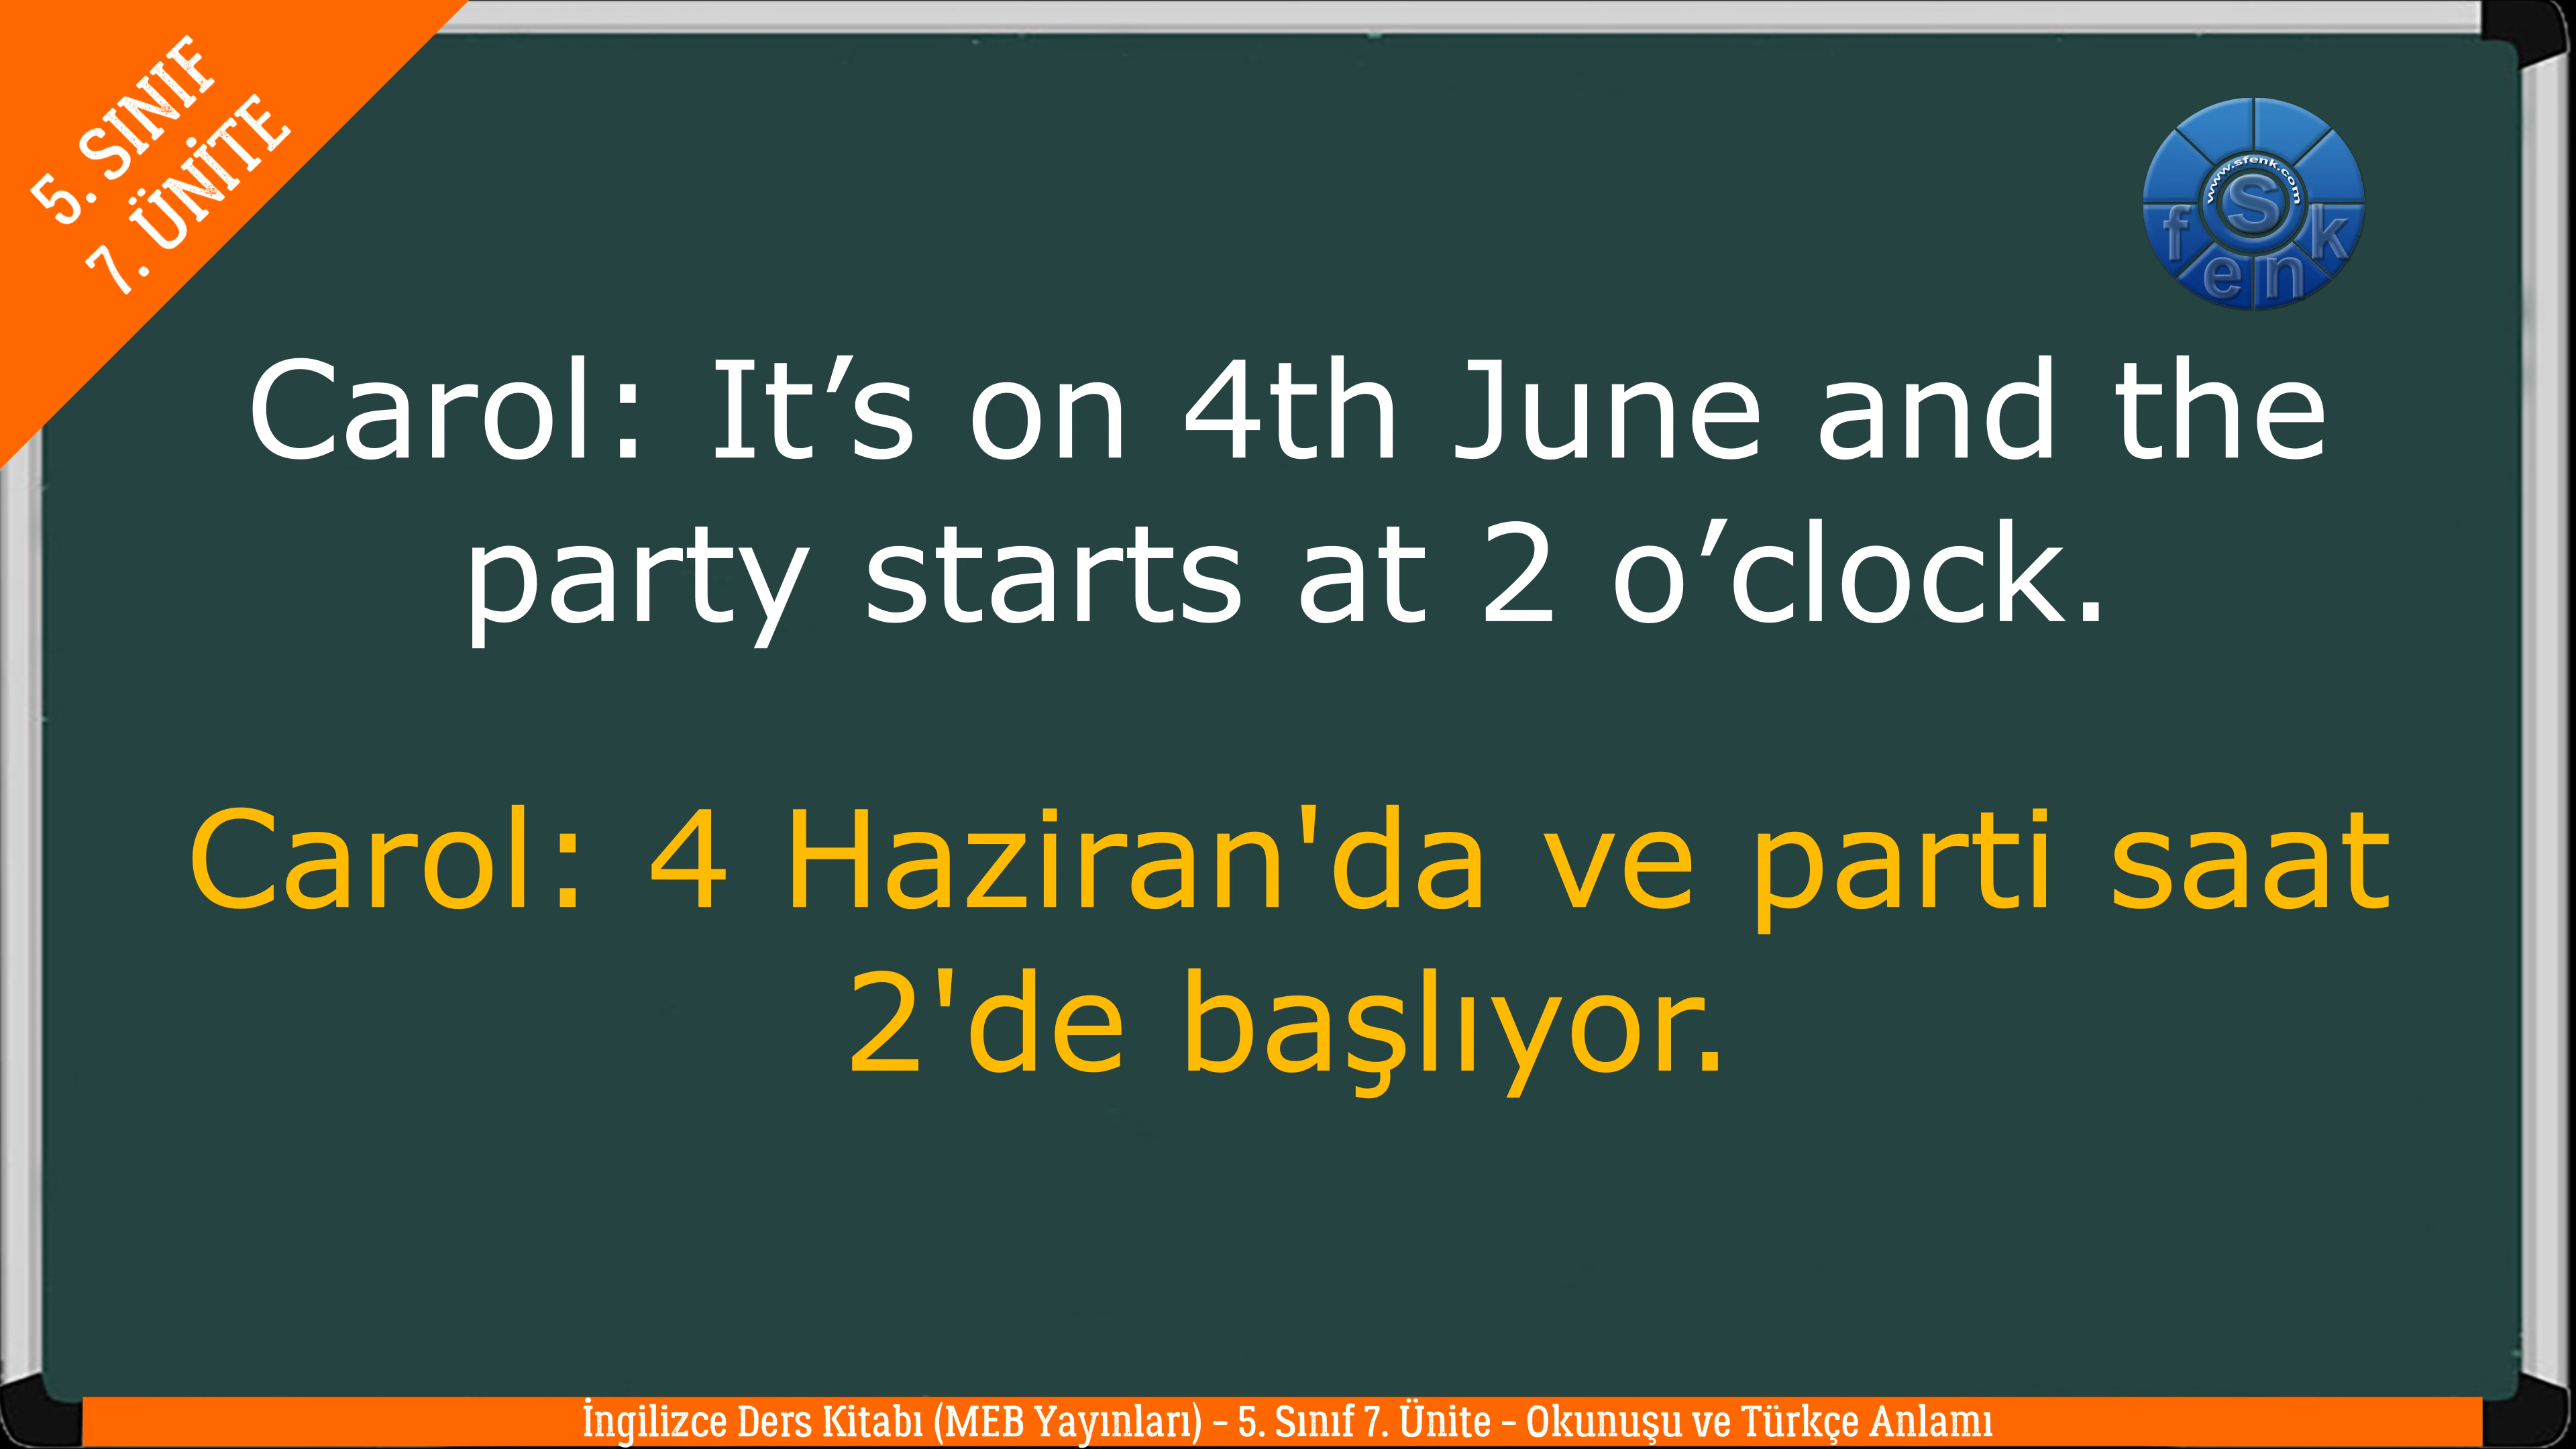 5. SINIF
7. ÜNİTE
www.sfenk.com
S
f e n k
Carol: It’s on 4th June and the
party starts at 2 o’clock.
Carol: 4 Haziran'da ve parti saat
2'de başlıyor.
İngilizce Ders Kitabı (MEB Yayınları) – 5. Sınıf 7. Ünite – Okunuşu ve Türkçe Anlamı